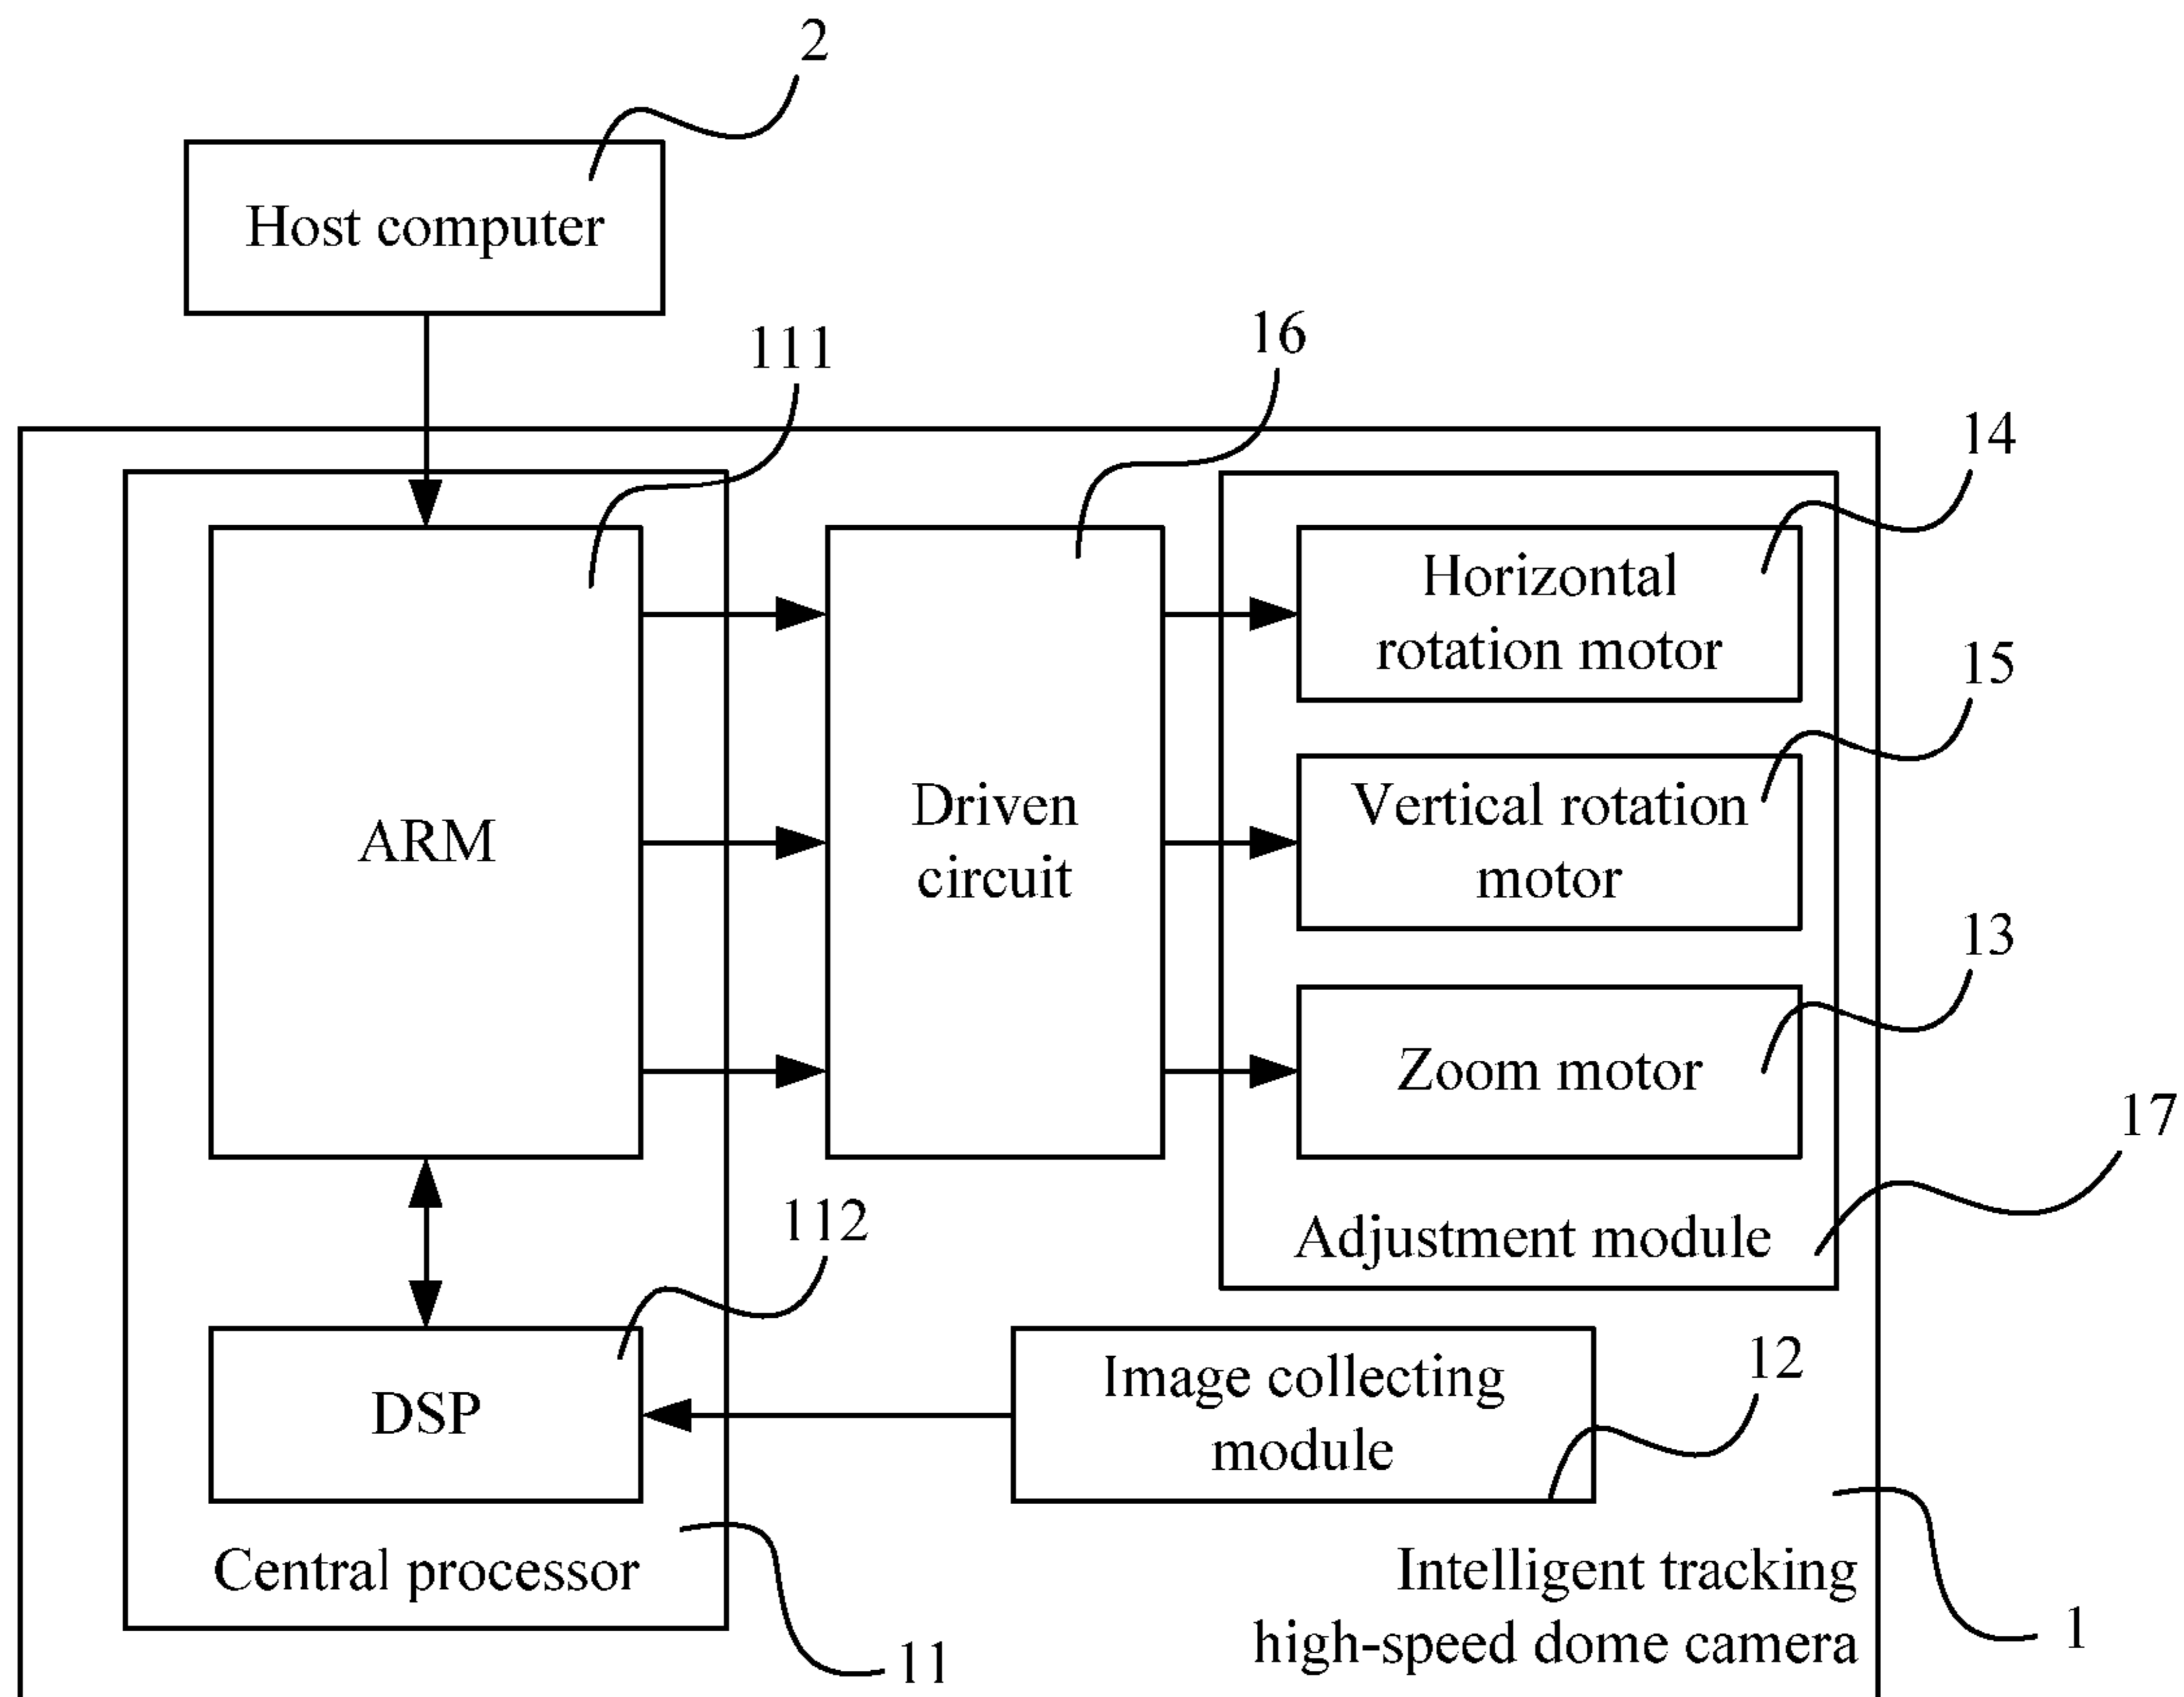 2
Host computer
111
16
14
Horizontal
rotation motor
15
Vertical rotation
motor
ARM
Driven
circuit
13
Zoom motor
17
Adjustment module
112
DSP
Image collecting
module
12
Central processor
11
Intelligent tracking
high-speed dome camera
1